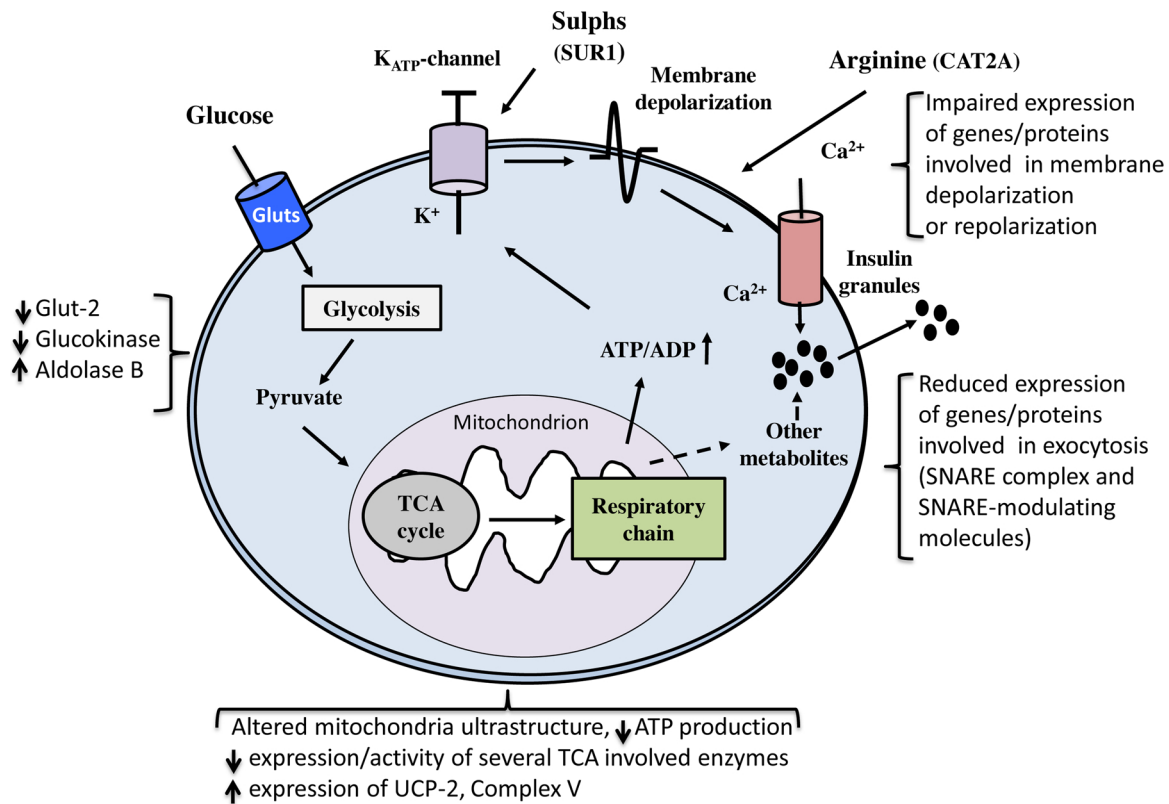 Sulphs
(SUR1)
K_ATP-channel
Membrane
depolarization
Arginine (CAT2A)
Glucose
Impaired expression
of genes/proteins
involved in membrane
depolarization
or repolarization
Ca²⁺
Gluts
K⁺
Insulin
granules
Ca²⁺
↓ Glut-2
↓ Glucokinase
↑ Aldolase B
Glycolysis
ATP/ADP ↑
Pyruvate
Reduced expression
of genes/proteins
involved in exocytosis
(SNARE complex and
SNARE-modulating
molecules)
Mitochondrion
Other
metabolites
TCA
cycle
Respiratory
chain
Altered mitochondria ultrastructure, ↓ ATP production
↓ expression/activity of several TCA involved enzymes
↑ expression of UCP-2, Complex V